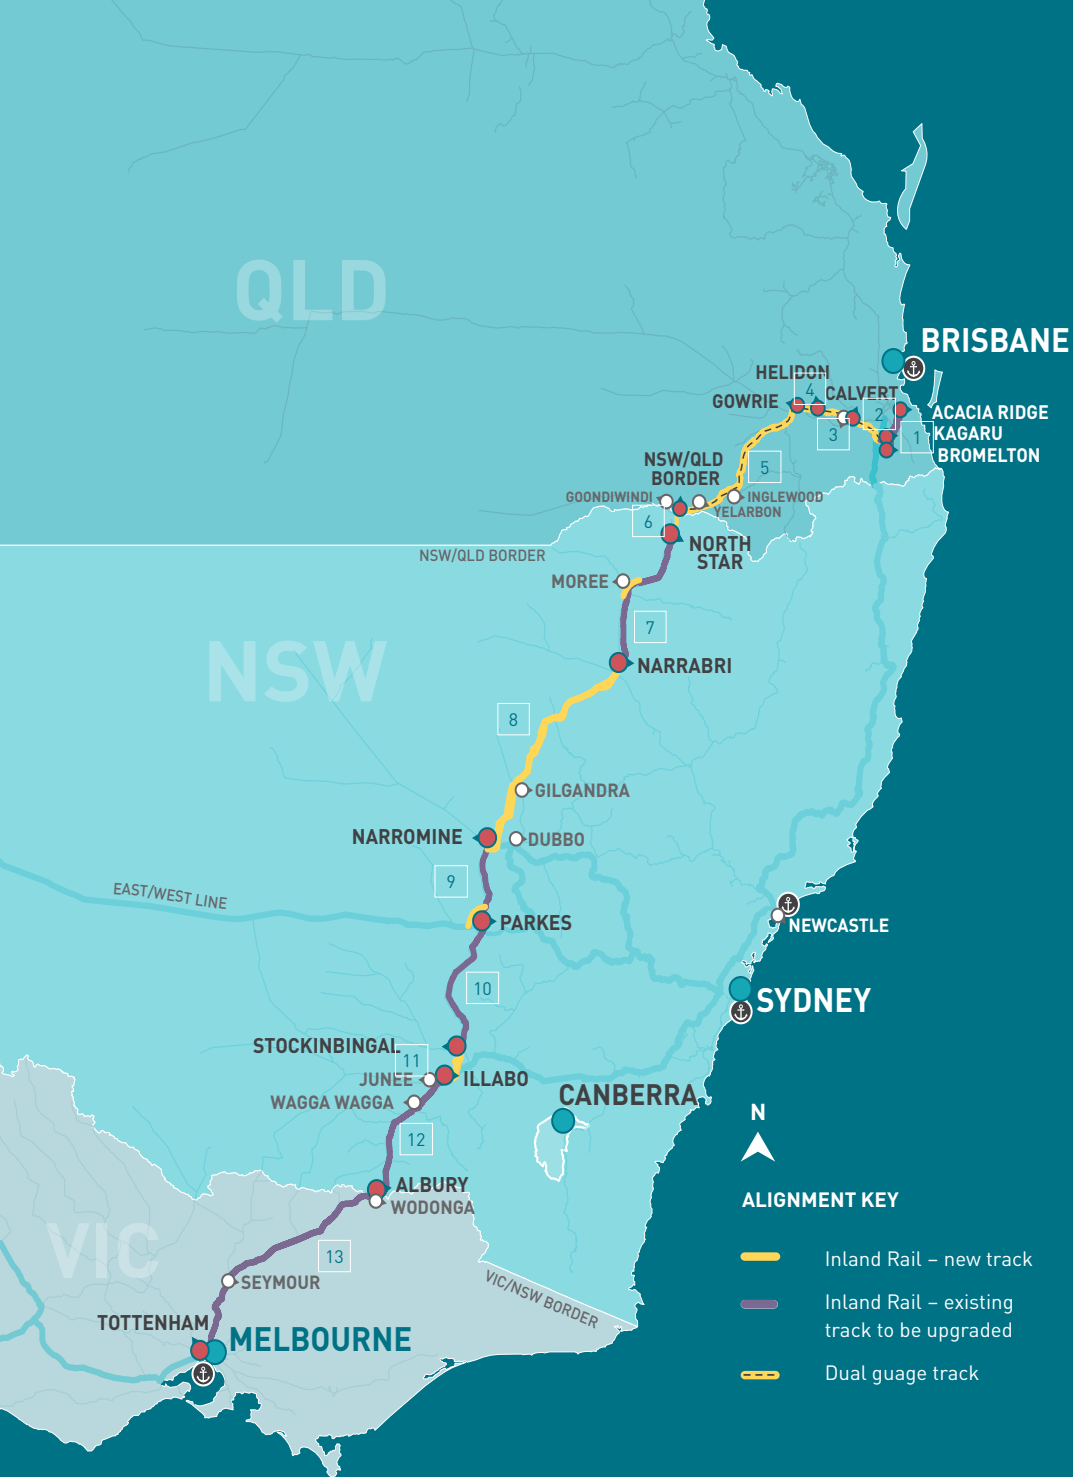 QLD
BRISBANE
HELIDON
4
CALVERT
GOWRIE
2
ACACIA RIDGE
3
1
KAGARU
BROMELTON
NSW/QLD
BORDER
5
GOONDIWINDI
INGLEWOOD
YELARBON
6
NORTH
STAR
NSW/QLD BORDER
MOREE
7
NSW
NARRABRI
8
GILGANDRA
NARROMINE
DUBBO
9
EAST/WEST LINE
PARKES
NEWCASTLE
10
SYDNEY
STOCKINBINGAL
11
JUNEE
ILLABO
WAGGA WAGGA
CANBERRA
12
N
ALBURY
WODONGA
ALIGNMENT KEY
VIC
13
Inland Rail – new track
SEYMOUR
VIC/NSW BORDER
Inland Rail – existing
track to be upgraded
TOTTENHAM
MELBOURNE
Dual guage track